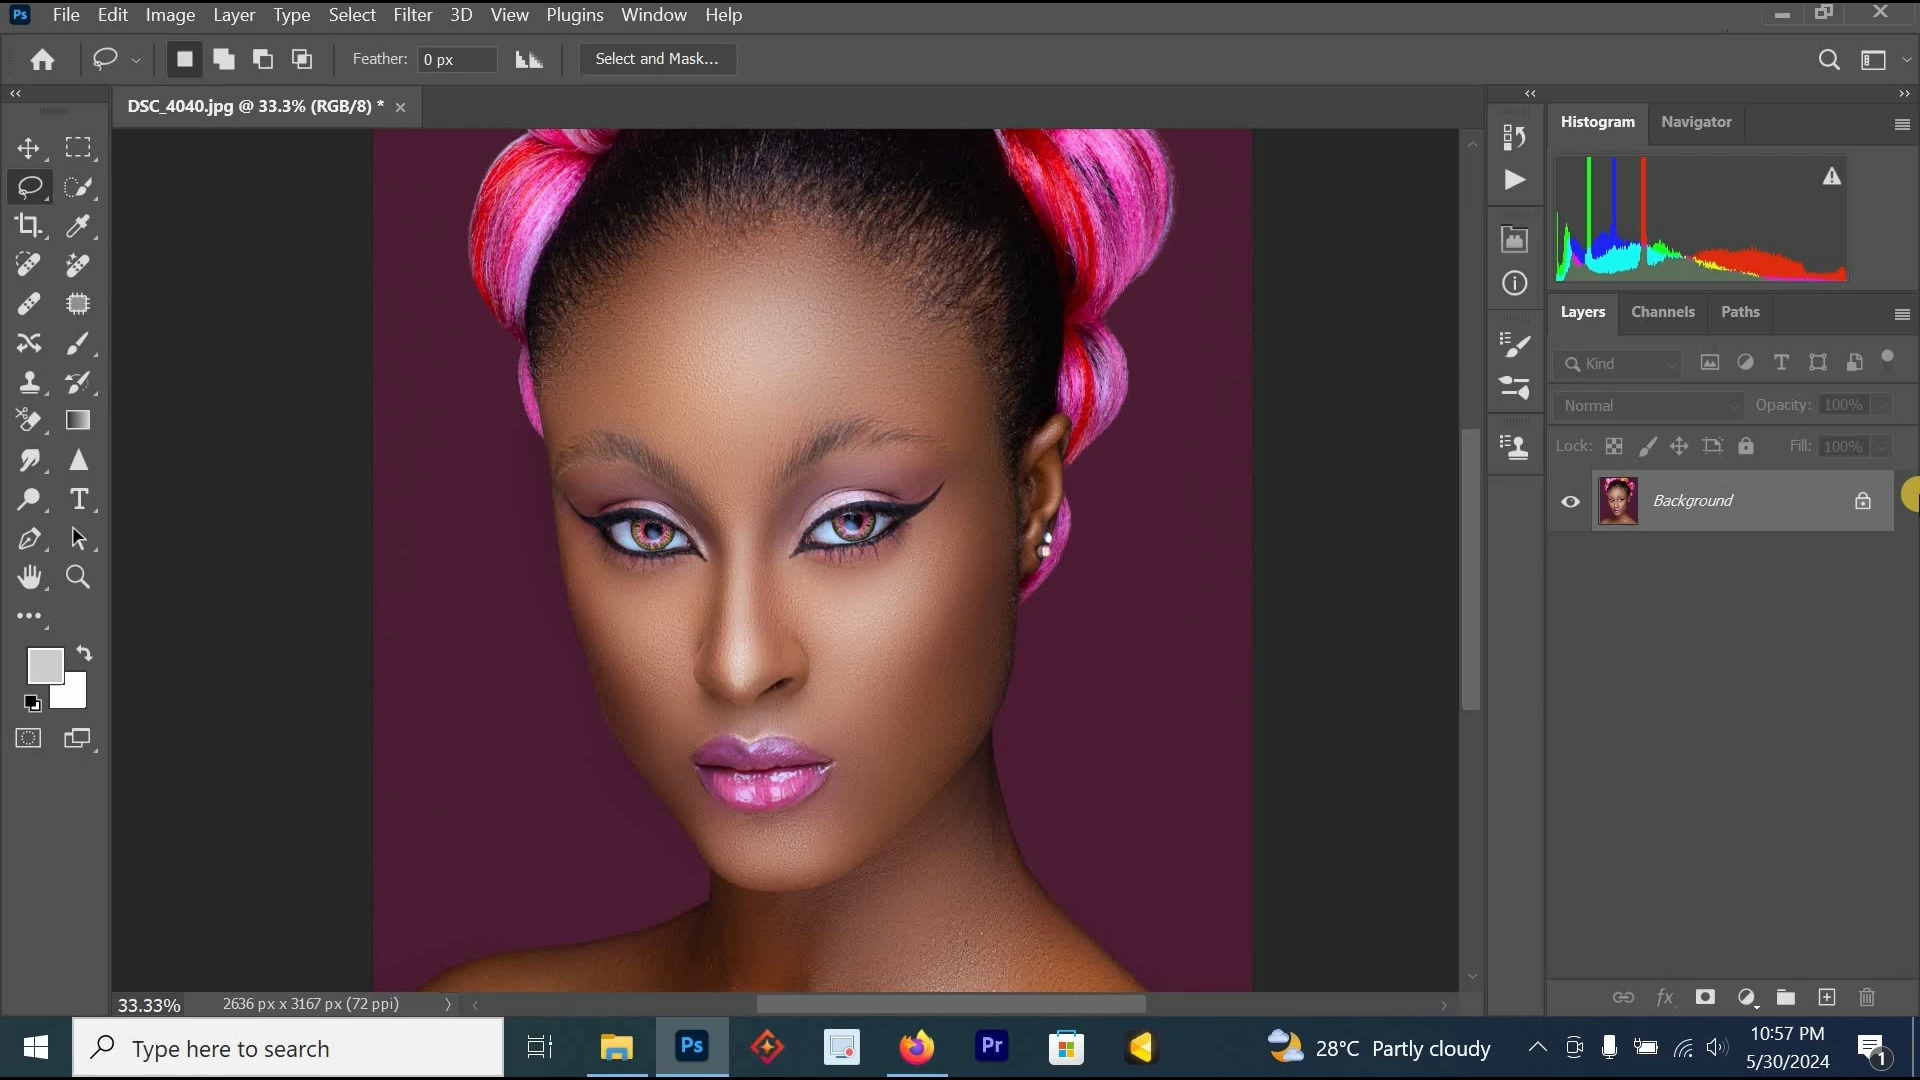 Ps File Edit Image Layer Type Select Filter 3D View Plugins Window Help
Feather: 0 px Select and Mask...
DSC_4040.jpg @ 33.3% (RGB/8) *
Histogram Navigator
Layers Channels Paths
Kind
Normal Opacity: 100%
Lock: Fill: 100%
Background
fx
33.33% 2636 px x 3167 px (72 ppi)
Type here to search
Ps
Pr
28°C Partly cloudy
10:57 PM
5/30/2024
1